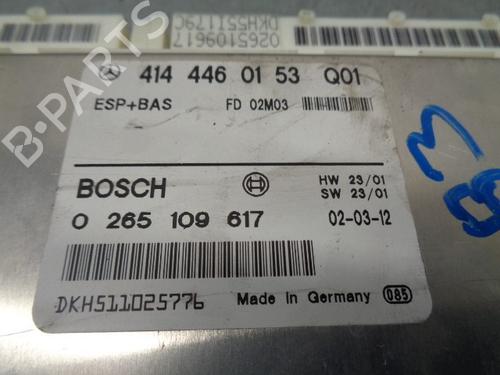 0265109617
414 446 01 53 Q01
ESP+BAS FD 02M03
BOSCH HW 23/01
SW 23/01
0 265 109 617 02-03-12
DKH511025776 Made in Germany 085
B-PARTS
M